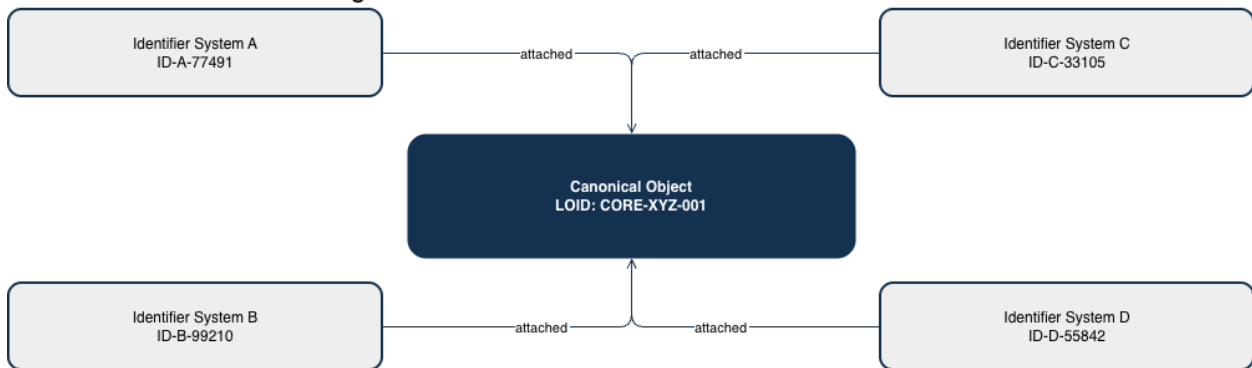 Identifier System A
ID-A-77491
attached
attached
Identifier System C
ID-C-33105
Canonical Object
LOID: CORE-XYZ-001
Identifier System B
ID-B-99210
attached
attached
Identifier System D
ID-D-55842